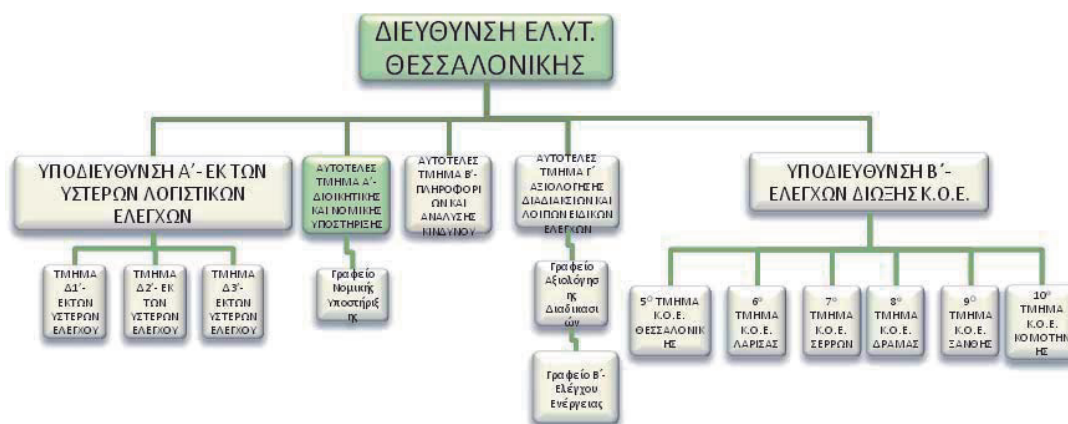 ΔΙΕΥΘΥΝΣΗ ΕΛ.Υ.Τ.
ΘΕΣΣΑΛΟΝΙΚΗΣ
ΥΠΟΔΙΕΥΘΥΝΣΗ Α΄- ΕΚ ΤΩΝ
ΥΣΤΕΡΩΝ ΛΟΓΙΣΤΙΚΩΝ
ΕΛΕΓΧΩΝ
ΑΥΤΟΤΕΛΕΣ
ΤΜΗΜΑ Α΄-
ΔΙΟΙΚΗΤΙΚΗΣ
ΚΑΙ ΝΟΜΙΚΗΣ
ΥΠΟΣΤΗΡΙΞΗΣ
ΑΥΤΟΤΕΛΕΣ
ΤΜΗΜΑ Β΄-
ΠΛΗΡΟΦΟΡΙ
ΩΝ ΚΑΙ
ΑΝΑΛΥΣΗΣ
ΚΙΝΔΥΝΟΥ
ΑΥΤΟΤΕΛΕΣ
ΤΜΗΜΑ Γ΄
ΑΞΙΟΛΟΓΗΣΗΣ
ΔΙΑΔΙΑΚΣΙΩΝ ΚΑΙ
ΛΟΙΠΩΝ ΕΙΔΙΚΩΝ
ΕΛΕΓΧΩΝ
ΥΠΟΔΙΕΥΘΥΝΣΗ Β΄-
ΕΛΕΓΧΩΝ ΔΙΩΞΗΣ Κ.Ο.Ε.
ΤΜΗΜΑ Δ1΄-
ΕΚ ΤΩΝ
ΥΣΤΕΡΩΝ
ΕΛΕΓΧΟΥ
ΤΜΗΜΑ
Δ2΄- ΕΚ
ΤΩΝ
ΥΣΤΕΡΩΝ
ΕΛΕΓΧΟΥ
ΤΜΗΜΑ Δ3΄-
ΕΚ ΤΩΝ
ΥΣΤΕΡΩΝ
ΕΛΕΓΧΟΥ
Γραφείο
Νομικής
Υποστήριξ
ης
Γραφείο
Αξιολόγησ
ης
Διαδικασι
ών
Γραφείο Β΄-
Ελέγχου
Ενέργειας
5ο ΤΜΗΜΑ
Κ.Ο.Ε.
ΘΕΣΣΑΛΟΝΙΚ
ΗΣ
6ο
ΤΜΗΜΑ
Κ.Ο.Ε.
ΛΑΡΙΣΑΣ
7ο
ΤΜΗΜΑ
Κ.Ο.Ε.
ΣΕΡΡΩΝ
8ο
ΤΜΗΜΑ
Κ.Ο.Ε.
ΔΡΑΜΑΣ
9ο
ΤΜΗΜΑ
Κ.Ο.Ε.
ΞΑΝΘΗΣ
10ο
ΤΜΗΜΑ
Κ.Ο.Ε.
ΚΟΜΟΤΗΝ
ΗΣ